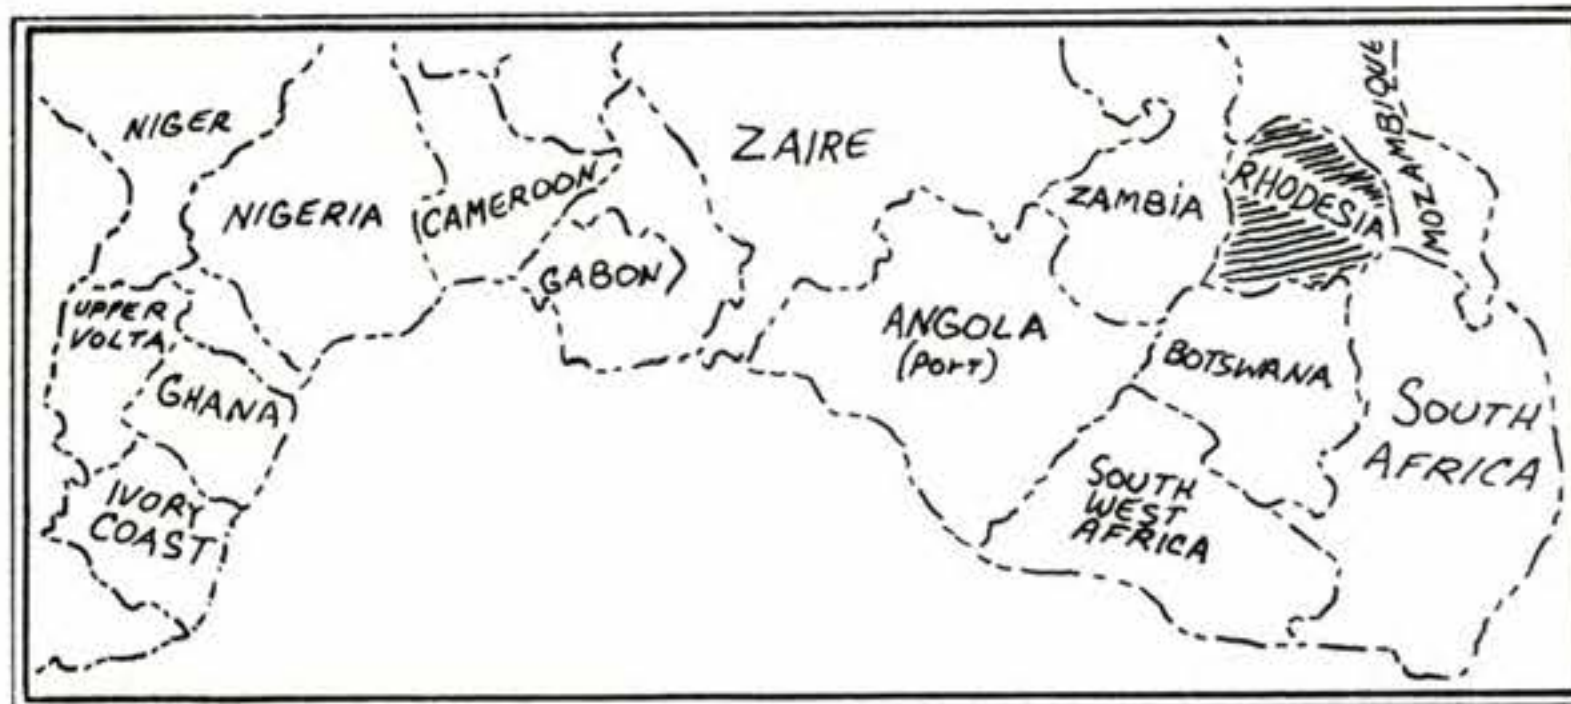 NIGER
NIGERIA
CAMEROON
GABON
ZAIRE
UPPER
VOLTA
GHANA
IVORY
COAST
ANGOLA
(PORT)
ZAMBIA
RHODESIA
MOZAMBIQUE
BOTSWANA
SOUTH
WEST
AFRICA
SOUTH
AFRICA